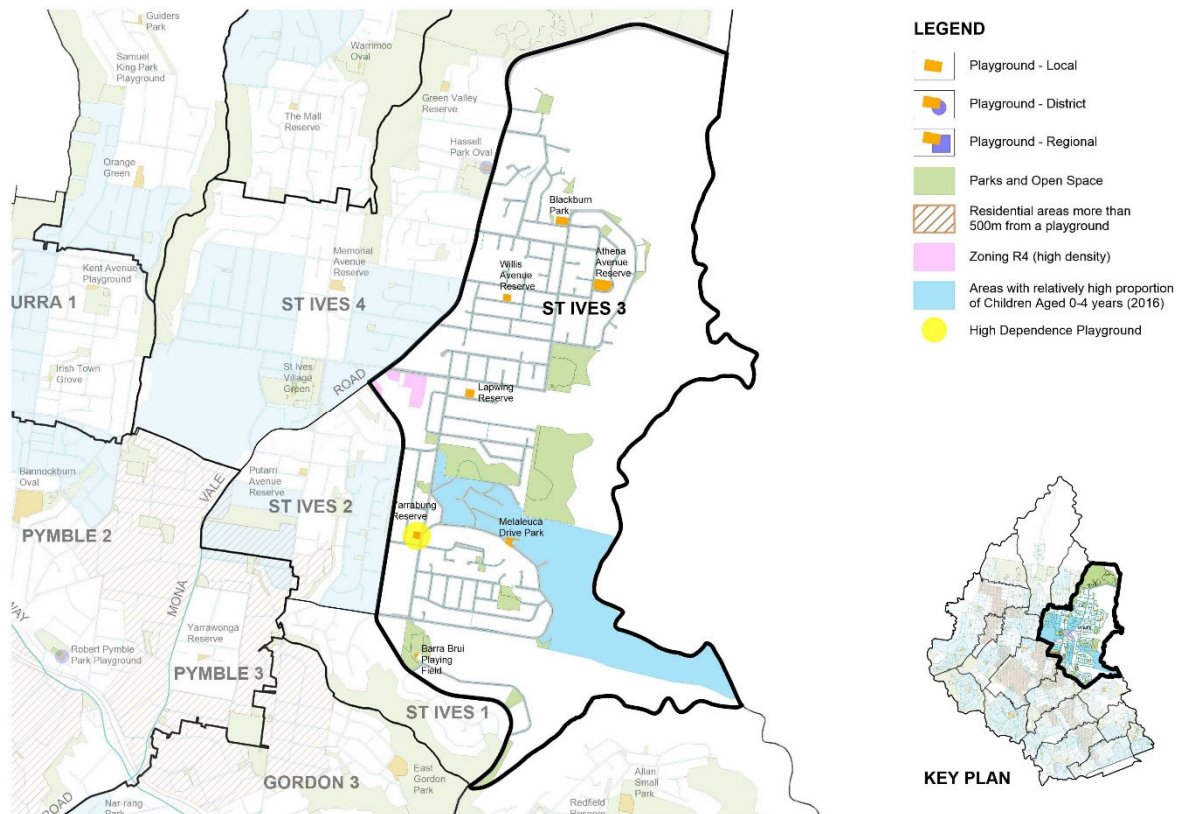 Guiders
Park
Samuel
King Park
Playground
Warrimoo
Oval
The Mall
Reserve
Green Valley
Reserve
Hassell
Park Oval
Orange
Green
Blackburn
Park
Athena
Avenue
Reserve
Willis
Avenue
Reserve
Memorial
Avenue
Reserve
Kent Avenue
Playground
URRA 1
ST IVES 4
ST IVES 3
Irish Town
Grove
St Ives
Village
Green
ROAD
Lapwing
Reserve
Bannockburn
Oval
VALE
Putarri
Avenue
Reserve
ST IVES 2
PYMBLE 2
Yarrabung
Reserve
Melaleuca
Drive Park
WAY
MONA
Yarrawonga
Reserve
Robert Pymble
Park Playground
PYMBLE 3
Barra Brui
Playing
Field
ST IVES 1
GORDON 3
East
Gordon
Park
Allan
Small
Park
ROAD
Nar-rang
Park
Redfield
Reserve
LEGEND
Playground - Local
Playground - District
Playground - Regional
Parks and Open Space
Residential areas more than
500m from a playground
Zoning R4 (high density)
Areas with relatively high proportion
of Children Aged 0-4 years (2016)
High Dependence Playground
KEY PLAN